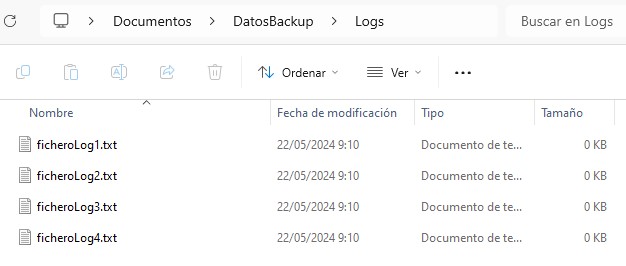 Documentos > DatosBackup > Logs Buscar en Logs
Ordenar Ver
Nombre Fecha de modificación Tipo Tamaño
ficheroLog1.txt 22/05/2024 9:10 Documento de te... 0 KB
ficheroLog2.txt 22/05/2024 9:10 Documento de te... 0 KB
ficheroLog3.txt 22/05/2024 9:10 Documento de te... 0 KB
ficheroLog4.txt 22/05/2024 9:10 Documento de te... 0 KB